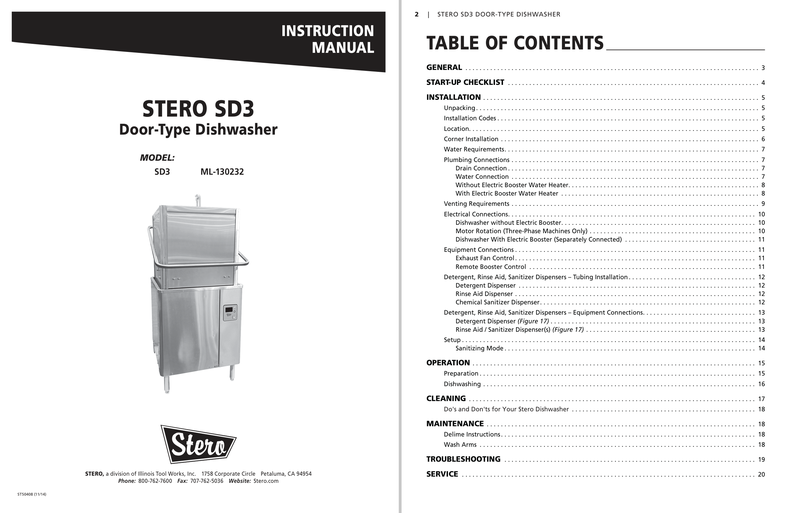 INSTRUCTION
MANUAL
STERO SD3
Door-Type Dishwasher
MODEL:
SD3 ML-130232
Stero
STERO, a division of Illinois Tool Works, Inc. 1758 Corporate Circle Petaluma, CA 94954
Phone: 800-762-7600 Fax: 707-762-5036 Website: Stero.com
2 | STERO SD3 DOOR-TYPE DISHWASHER
TABLE OF CONTENTS
GENERAL 3
START-UP CHECKLIST 4
INSTALLATION 5
Unpacking 5
Installation Codes 5
Location 5
Corner Installation 6
Water Requirements 7
Plumbing Connections 7
Drain Connection 7
Water Connection 7
Without Electric Booster Water Heater 8
With Electric Booster Water Heater 8
Venting Requirements 9
Electrical Connections 10
Dishwasher without Electric Booster 10
Motor Rotation (Three-Phase Machines Only) 10
Dishwasher With Electric Booster (Separately Connected) 11
Equipment Connections 11
Exhaust Fan Control 11
Remote Booster Control 11
Detergent, Rinse Aid, Sanitizer Dispensers – Tubing Installation 12
Detergent Dispenser 12
Rinse Aid Dispenser 12
Chemical Sanitizer Dispenser 12
Detergent, Rinse Aid, Sanitizer Dispensers – Equipment Connections 13
Detergent Dispenser (Figure 17) 13
Rinse Aid / Sanitizer Dispenser(s) (Figure 17) 13
Setup 14
Sanitizing Mode 14
OPERATION 15
Preparation 15
Dishwashing 16
CLEANING 17
Do's and Don'ts for Your Stero Dishwasher 18
MAINTENANCE 18
Delime Instructions 18
Wash Arms 18
TROUBLESHOOTING 19
SERVICE 20